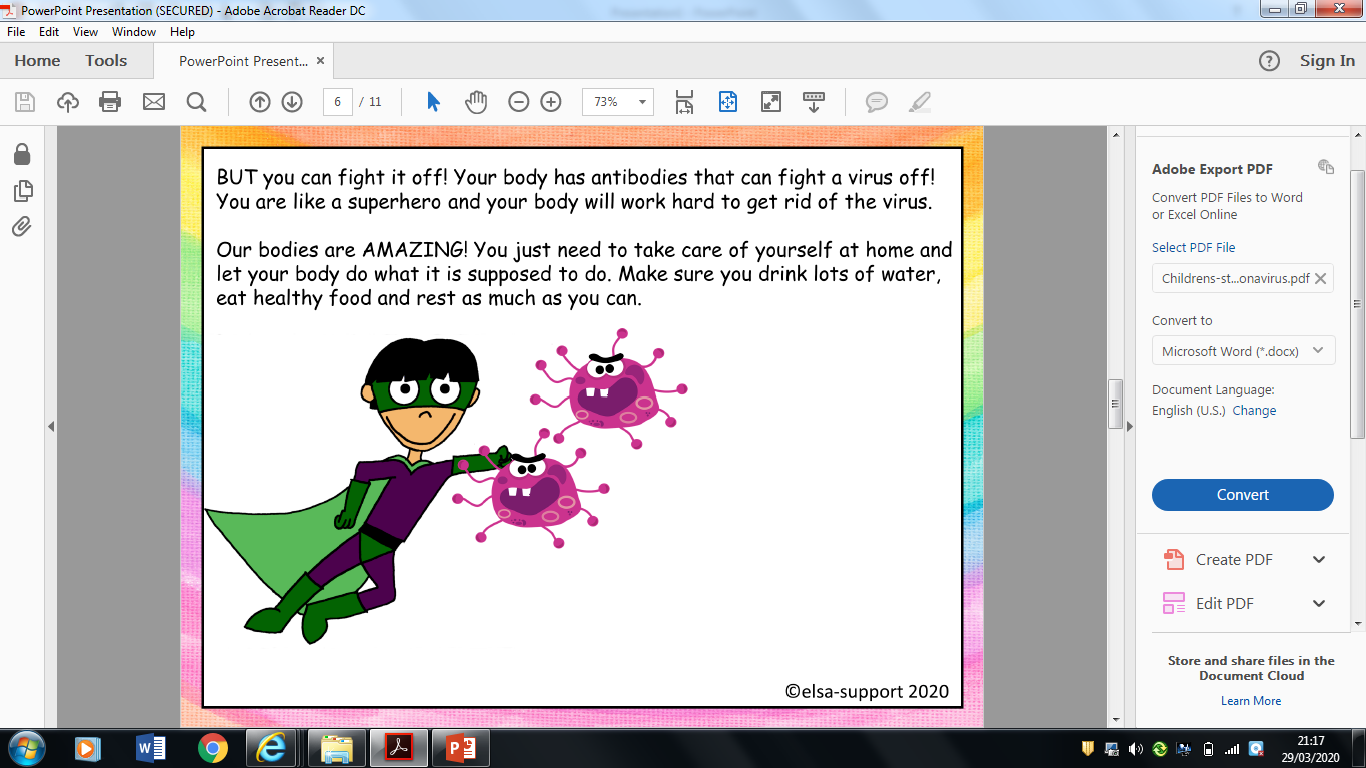 PowerPoint Presentation (SECURED) - Adobe Acrobat Reader DC
File Edit View Window Help
Home Tools PowerPoint Present... × Sign In
6 / 11 73%
BUT you can fight it off! Your body has antibodies that can fight a virus off!
You are like a superhero and your body will work hard to get rid of the virus.
Our bodies are AMAZING! You just need to take care of yourself at home and
let your body do what it is supposed to do. Make sure you drink lots of water,
eat healthy food and rest as much as you can.
©elsa-support 2020
Adobe Export PDF
Convert PDF Files to Word
or Excel Online
Select PDF File
Childrens-st...onavirus.pdf
Convert to
Microsoft Word (*.docx)
Document Language:
English (U.S.) Change
Convert
Create PDF
Edit PDF
Store and share files in the
Document Cloud
Learn More
21:17
29/03/2020